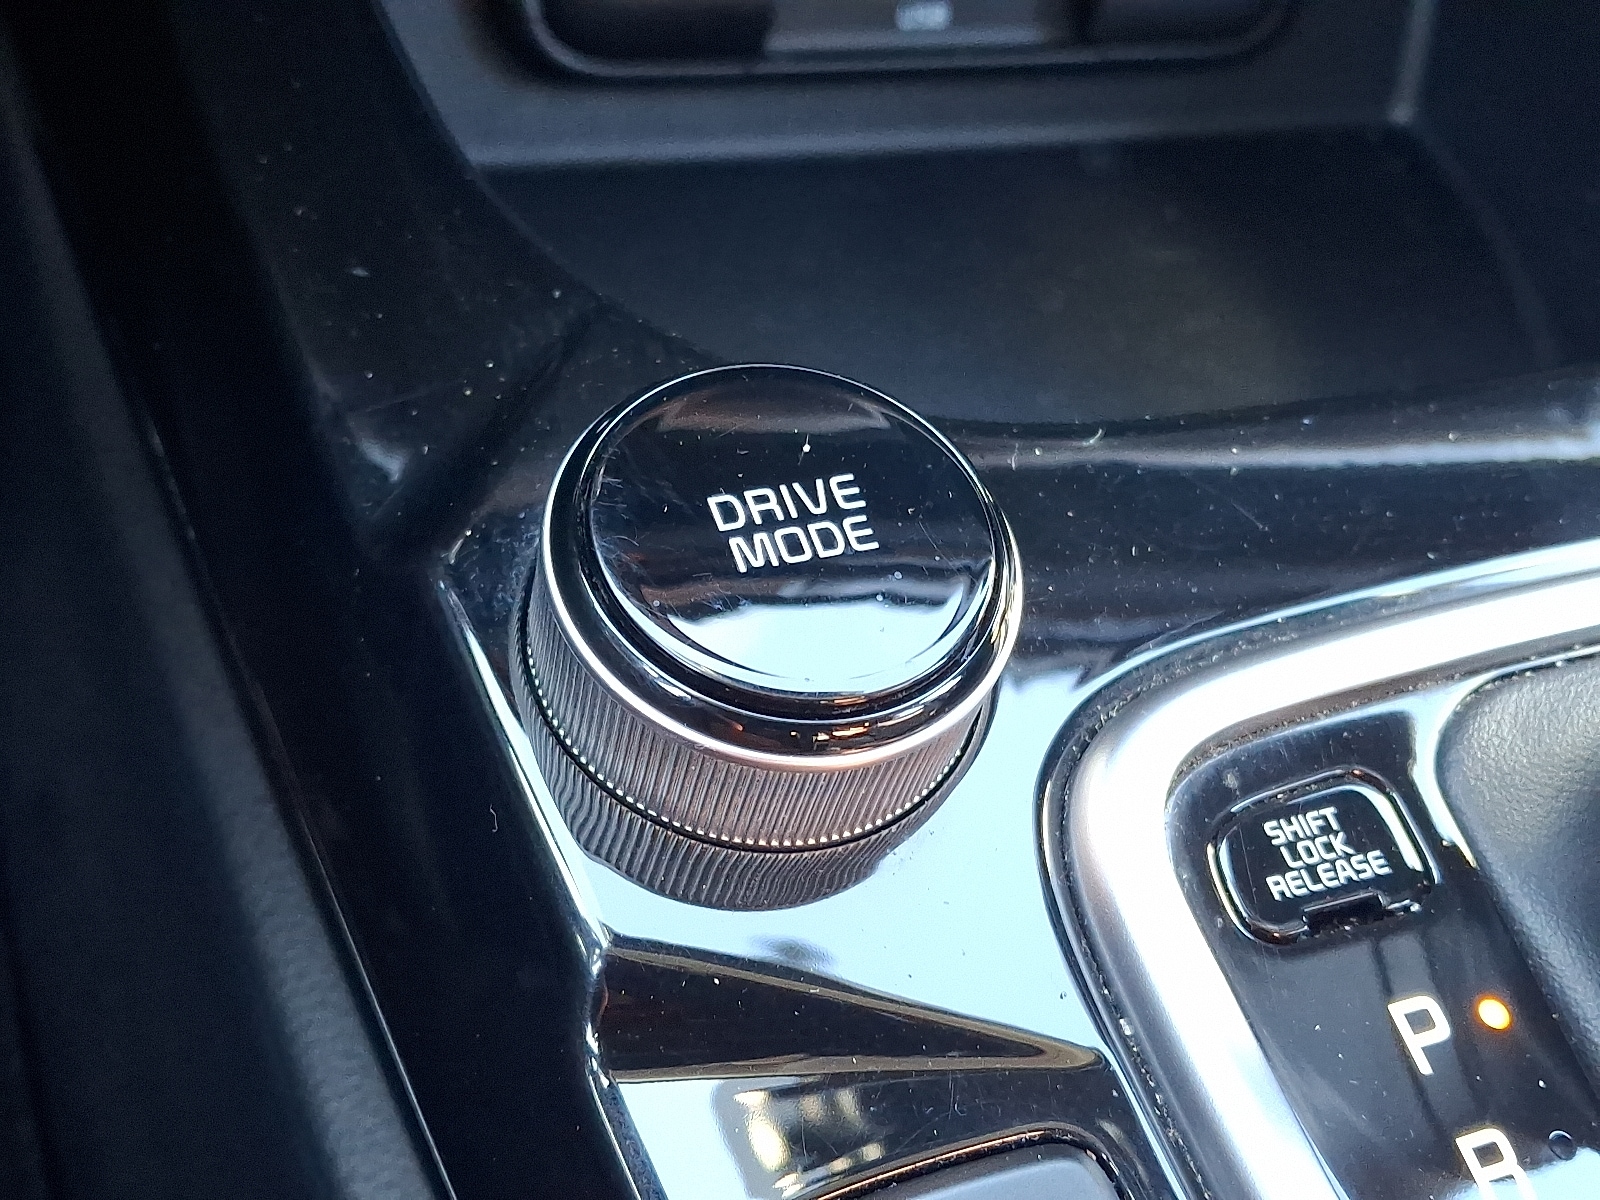 DRIVE
MODE
SHIFT
LOCK
RELEASE
P
R